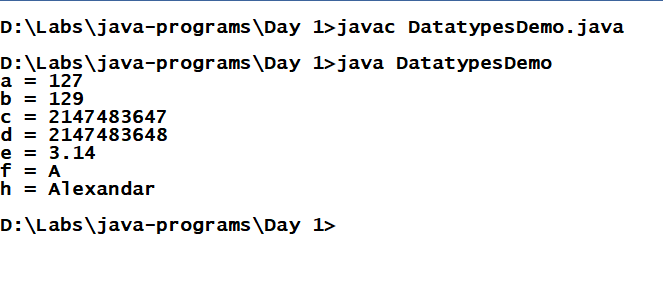 D:\Labs\java-programs\Day 1>javac DatatypesDemo.java
D:\Labs\java-programs\Day 1>java DatatypesDemo
a = 127
b = 129
c = 2147483647
d = 2147483648
e = 3.14
f = A
h = Alexandar
D:\Labs\java-programs\Day 1>